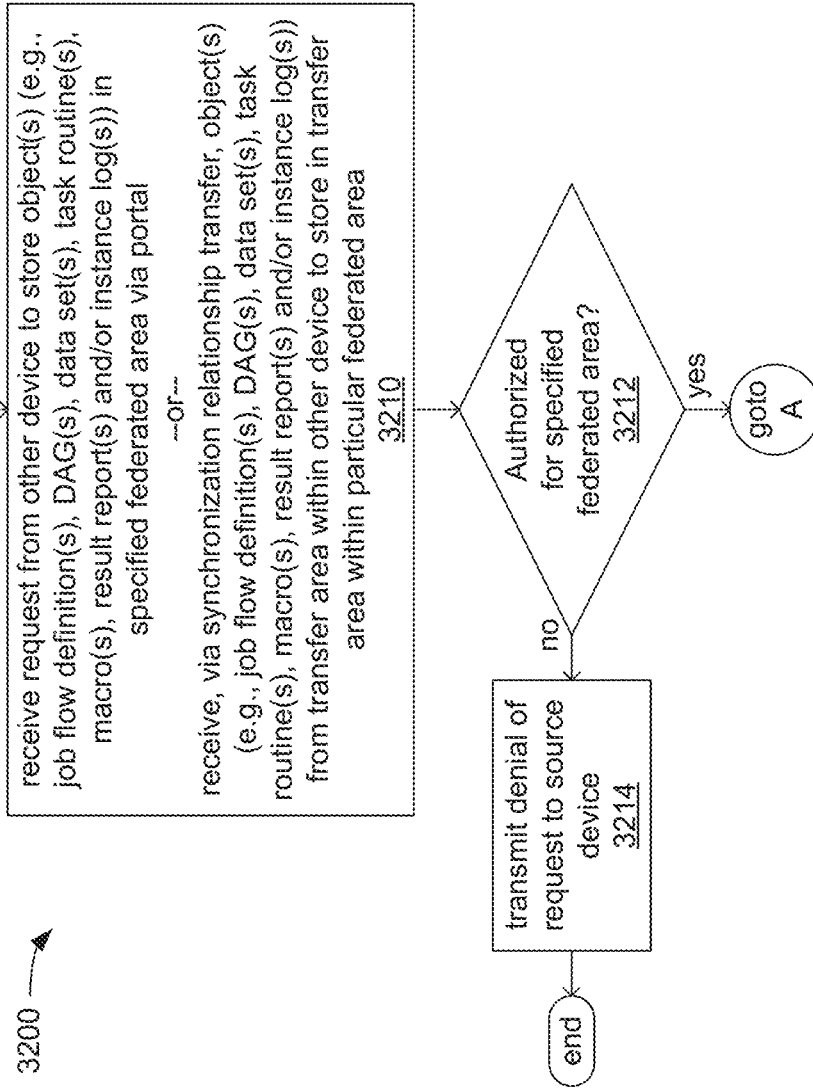 3200
receive request from other device to store object(s) (e.g.,
job flow definition(s), DAG(s), data set(s), task routine(s),
macro(s), result report(s) and/or instance log(s)) in
specified federated area via portal
--or--
receive, via synchronization relationship transfer, object(s)
(e.g., job flow definition(s), DAG(s), data set(s), task
routine(s), macro(s), result report(s) and/or instance log(s))
from transfer area within other device to store in transfer
area within particular federated area
3210
Authorized
for specified
federated area?
3212
no
yes
transmit denial of
request to source
device
3214
end
goto
A